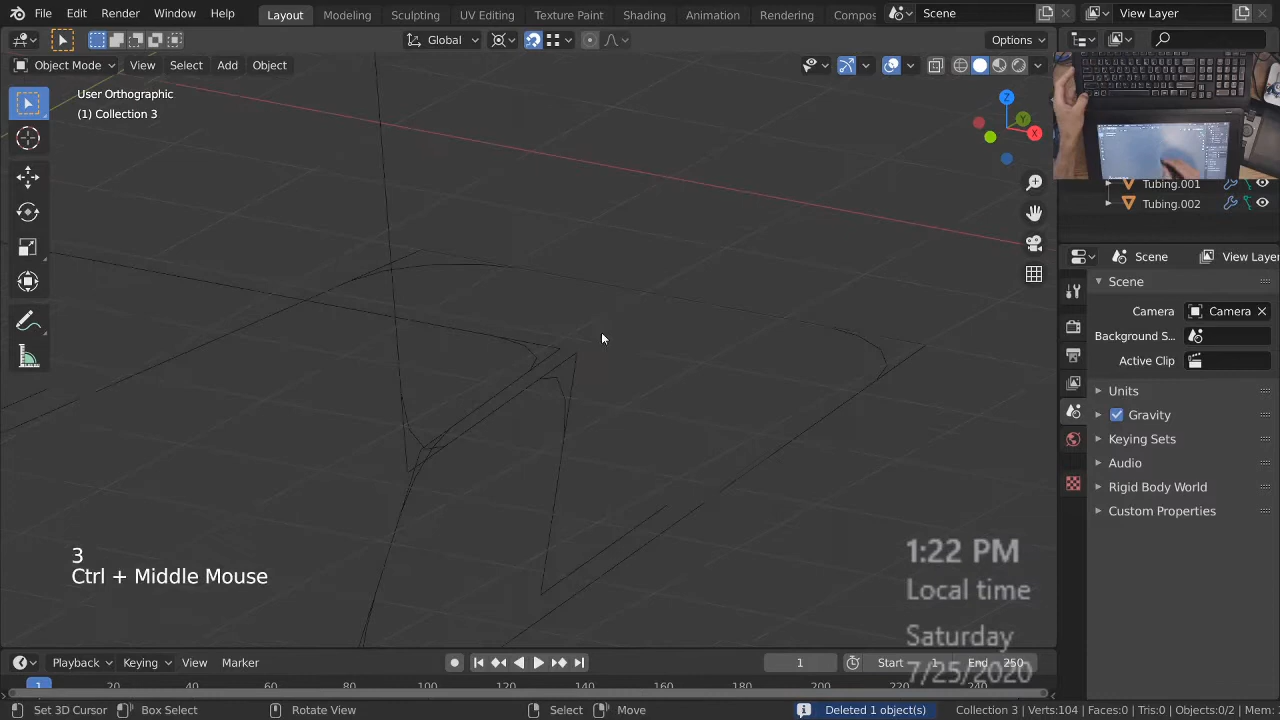 File Edit Render Window Help Layout Modeling Sculpting UV Editing Texture Paint Shading Animation Rendering Compos Scene View Layer
Global Options
Object Mode View Select Add Object
User Orthographic
(1) Collection 3
Z
Y
X
Tubing.001
Tubing.002
Scene View Layer
Scene
Camera Camera
Background S...
Active Clip
Units
Gravity
Keying Sets
Audio
Rigid Body World
Custom Properties
3
Ctrl + Middle Mouse
1:22 PM
Local time
Saturday
7/25/2020
Playback Keying View Marker 1 Start 1 End 250
1 20 60 80 100 120 140 160 180 200 220 240
Set 3D Cursor Box Select Rotate View Select Move Deleted 1 object(s) Collection 3 | Verts:104 | Faces:0 | Tris:0 | Objects:0/2 | Mem: